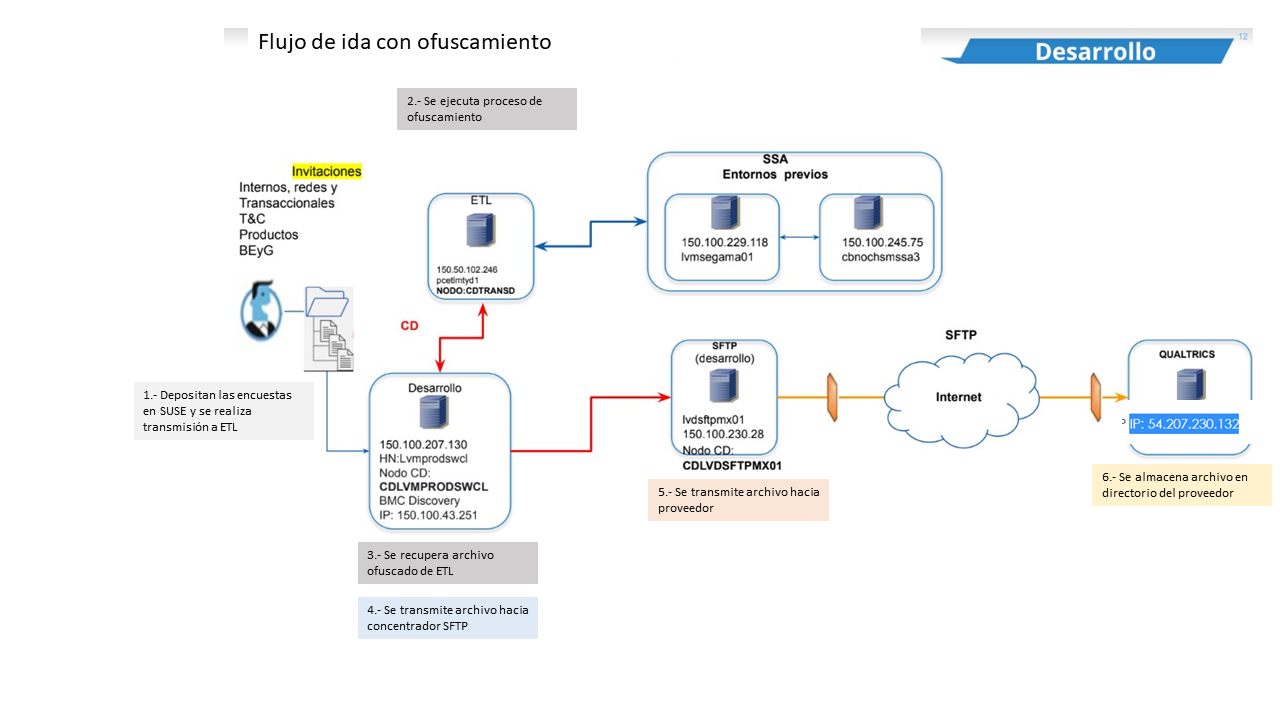 Flujo de ida con ofuscamiento
12
Desarrollo
2.- Se ejecuta proceso de
ofuscamiento
Invitaciones
Internos, redes y
Transaccionales
T&C
Productos
BEyG
ETL
150.50.102.246
pcetlmtyd1
NODO:CDTRANSD
SSA
Entornos previos
150.100.229.118
lvmsegama01
150.100.245.75
cbnochsmssa3
CD
1.- Depositan las encuestas
en SUSE y se realiza
transmisión a ETL
Desarrollo
150.100.207.130
HN:Lvmprodswcl
Nodo CD:
CDLVMPRODSWCL
BMC Discovery
IP: 150.100.43.251
SFTP
(desarrollo)
lvdsftpmx01
150.100.230.28
Nodo CD:
CDLVDSFTPMX01
SFTP
Internet
QUALTRICS
IP: 54.207.230.132
5.- Se transmite archivo hacia
proveedor
6.- Se almacena archivo en
directorio del proveedor
3.- Se recupera archivo
ofuscado de ETL
4.- Se transmite archivo hacia
concentrador SFTP